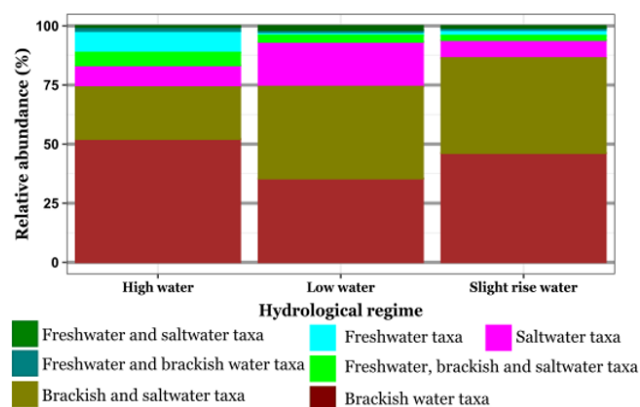 Relative abundance (%)
100
75
50
25
0
High water
Low water
Slight rise water
Hydrological regime
Freshwater and saltwater taxa
Freshwater taxa
Saltwater taxa
Freshwater and brackish water taxa
Freshwater, brackish and saltwater taxa
Brackish and saltwater taxa
Brackish water taxa